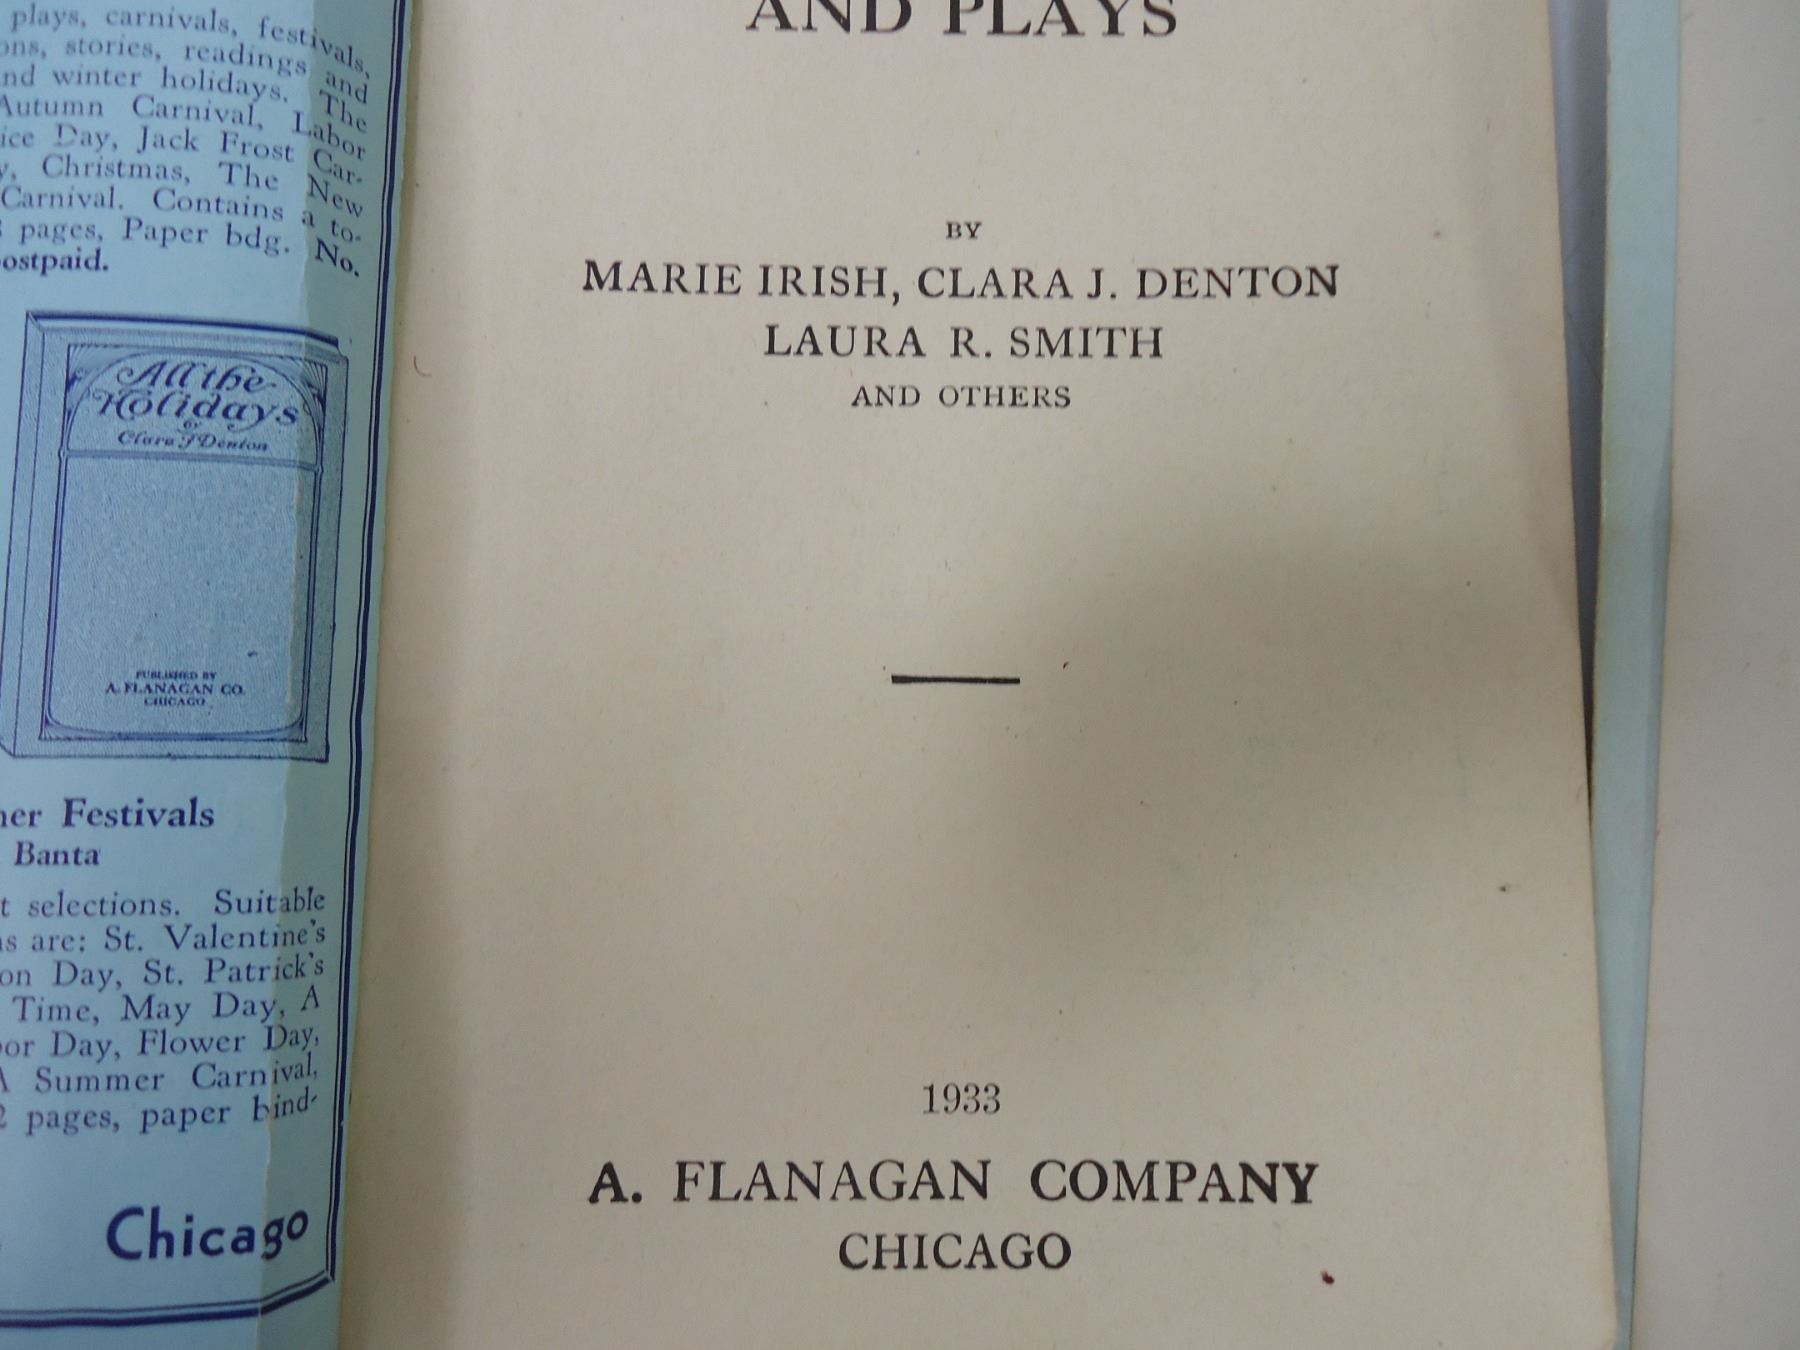 plays, carnivals, festivals,
stories, readings and
winter holidays. The
Autumn Carnival, Labor
Day, Jack Frost Car-
Christmas, The New
Carnival. Contains a to-
pages, Paper bdg. No.
All the
Holidays
by
Clara J Denton
PUBLISHED BY
A. FLANAGAN CO.
CHICAGO
Festivals
Banta
selections. Suitable
are: St. Valentine's
Day, St. Patrick's
Time, May Day, A
Day, Flower Day,
A Summer Carnival,
pages, paper bind-
Chicago
AND PLAYS
BY
MARIE IRISH, CLARA J. DENTON
LAURA R. SMITH
AND OTHERS
1933
A. FLANAGAN COMPANY
CHICAGO